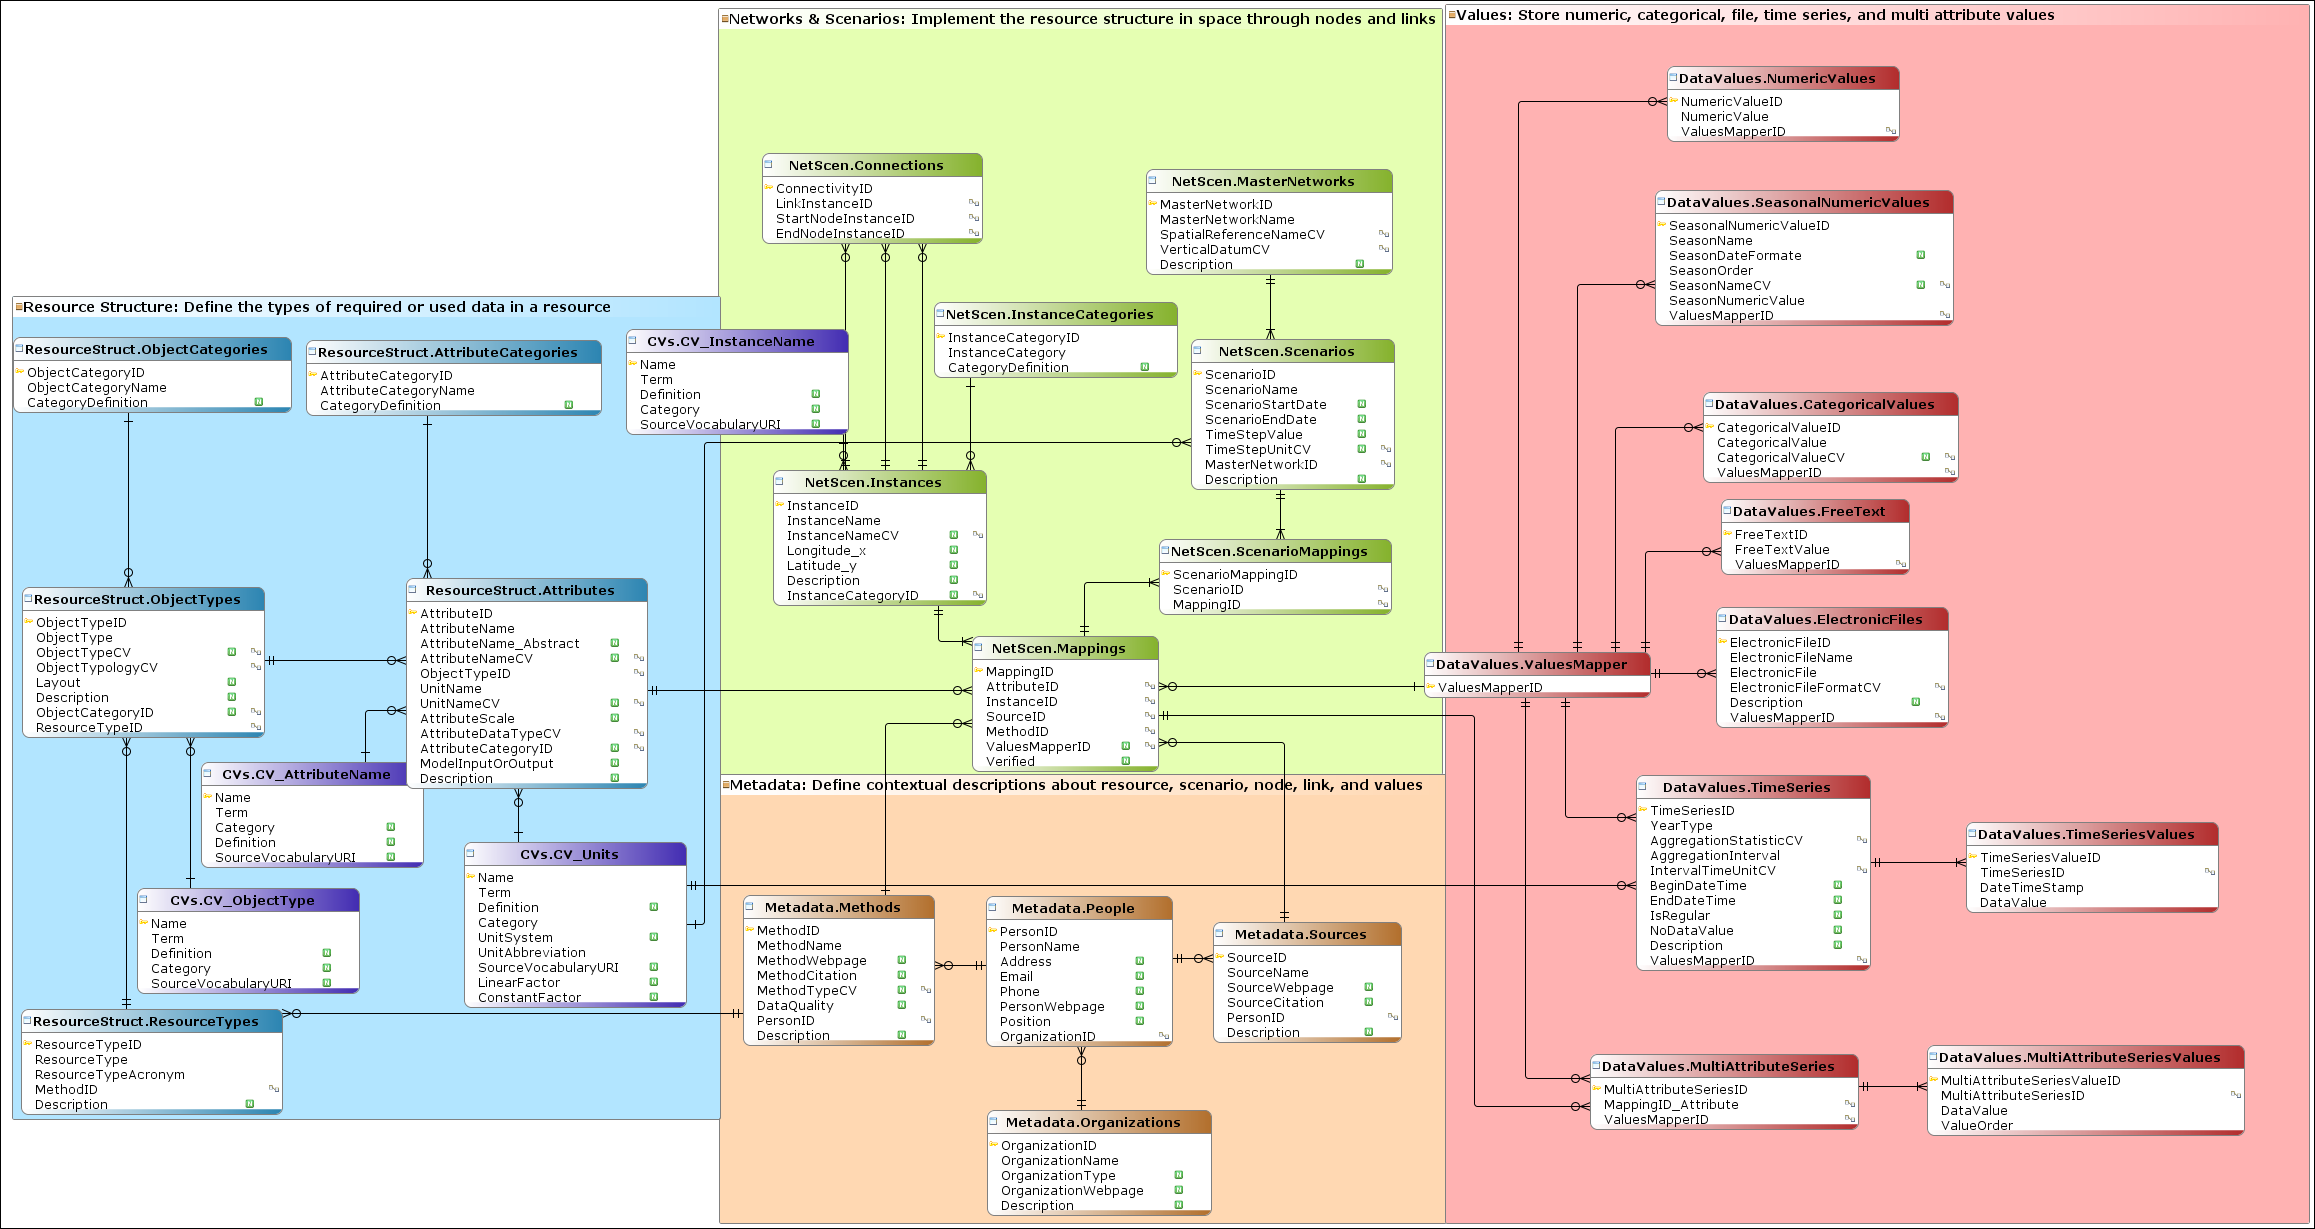 Networks & Scenarios: Implement the resource structure in space through nodes and links
NetScen.Connections
ConnectivityID
LinkInstanceID
StartNodeInstanceID
EndNodeInstanceID
NetScen.MasterNetworks
MasterNetworkID
MasterNetworkName
SpatialReferenceNameCV
VerticalDatumCV
Description
NetScen.InstanceCategories
InstanceCategoryID
InstanceCategory
CategoryDefinition
NetScen.Scenarios
ScenarioID
ScenarioName
ScenarioStartDate
ScenarioEndDate
TimeStepValue
TimeStepUnitCV
MasterNetworkID
Description
CVs.CV_InstanceName
Name
Term
Definition
Category
SourceVocabularyURI
NetScen.Instances
InstanceID
InstanceName
InstanceNameCV
Longitude_x
Latitude_y
Description
InstanceCategoryID
NetScen.ScenarioMappings
ScenarioMappingID
ScenarioID
MappingID
NetScen.Mappings
MappingID
AttributeID
InstanceID
SourceID
MethodID
ValuesMapperID
Verified
Resource Structure: Define the types of required or used data in a resource
ResourceStruct.ObjectCategories
ObjectCategoryID
ObjectCategoryName
CategoryDefinition
ResourceStruct.AttributeCategories
AttributeCategoryID
AttributeCategoryName
CategoryDefinition
ResourceStruct.ObjectTypes
ObjectTypeID
ObjectType
ObjectTypeCV
ObjectTypologyCV
Layout
Description
ObjectCategoryID
ResourceTypeID
ResourceStruct.Attributes
AttributeID
AttributeName
AttributeName_Abstract
AttributeNameCV
ObjectTypeID
UnitName
UnitNameCV
AttributeScale
AttributeDataTypeCV
AttributeCategoryID
ModelInputOrOutput
Description
CVs.CV_AttributeName
Name
Term
Category
Definition
SourceVocabularyURI
CVs.CV_ObjectType
Name
Term
Definition
Category
SourceVocabularyURI
CVs.CV_Units
Name
Term
Definition
Category
UnitSystem
UnitAbbreviation
SourceVocabularyURI
LinearFactor
ConstantFactor
ResourceStruct.ResourceTypes
ResourceTypeID
ResourceType
ResourceTypeAcronym
MethodID
Description
Metadata: Define contextual descriptions about resource, scenario, node, link, and values
Metadata.Methods
MethodID
MethodName
MethodWebpage
MethodCitation
MethodTypeCV
DataQuality
PersonID
Description
Metadata.People
PersonID
PersonName
Address
Email
Phone
PersonWebpage
Position
OrganizationID
Metadata.Sources
SourceID
SourceName
SourceWebpage
SourceCitation
PersonID
Description
Metadata.Organizations
OrganizationID
OrganizationName
OrganizationType
OrganizationWebpage
Description
Values: Store numeric, categorical, file, time series, and multi attribute values
DataValues.NumericValues
NumericValueID
NumericValue
ValuesMapperID
DataValues.SeasonalNumericValues
SeasonalNumericValueID
SeasonName
SeasonDateFormate
SeasonOrder
SeasonNameCV
SeasonNumericValue
ValuesMapperID
DataValues.CategoricalValues
CategoricalValueID
CategoricalValue
CategoricalValueCV
ValuesMapperID
DataValues.FreeText
FreeTextID
FreeTextValue
ValuesMapperID
DataValues.ElectronicFiles
ElectronicFileID
ElectronicFileName
ElectronicFile
ElectronicFileFormatCV
Description
ValuesMapperID
DataValues.ValuesMapper
ValuesMapperID
DataValues.TimeSeries
TimeSeriesID
YearType
AggregationStatisticCV
AggregationInterval
IntervalTimeUnitCV
BeginDateTime
EndDateTime
IsRegular
NoDataValue
Description
ValuesMapperID
DataValues.TimeSeriesValues
TimeSeriesValueID
TimeSeriesID
DateTimeStamp
DataValue
DataValues.MultiAttributeSeries
MultiAttributeSeriesID
MappingID_Attribute
ValuesMapperID
DataValues.MultiAttributeSeriesValues
MultiAttributeSeriesValueID
MultiAttributeSeriesID
DataValue
ValueOrder